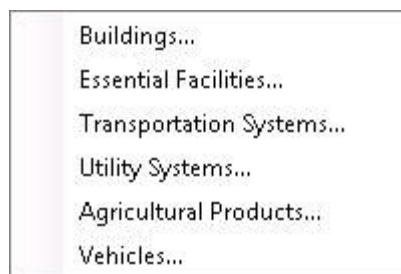 Buildings...
Essential Facilities...
Transportation Systems...
Utility Systems...
Agricultural Products...
Vehicles...